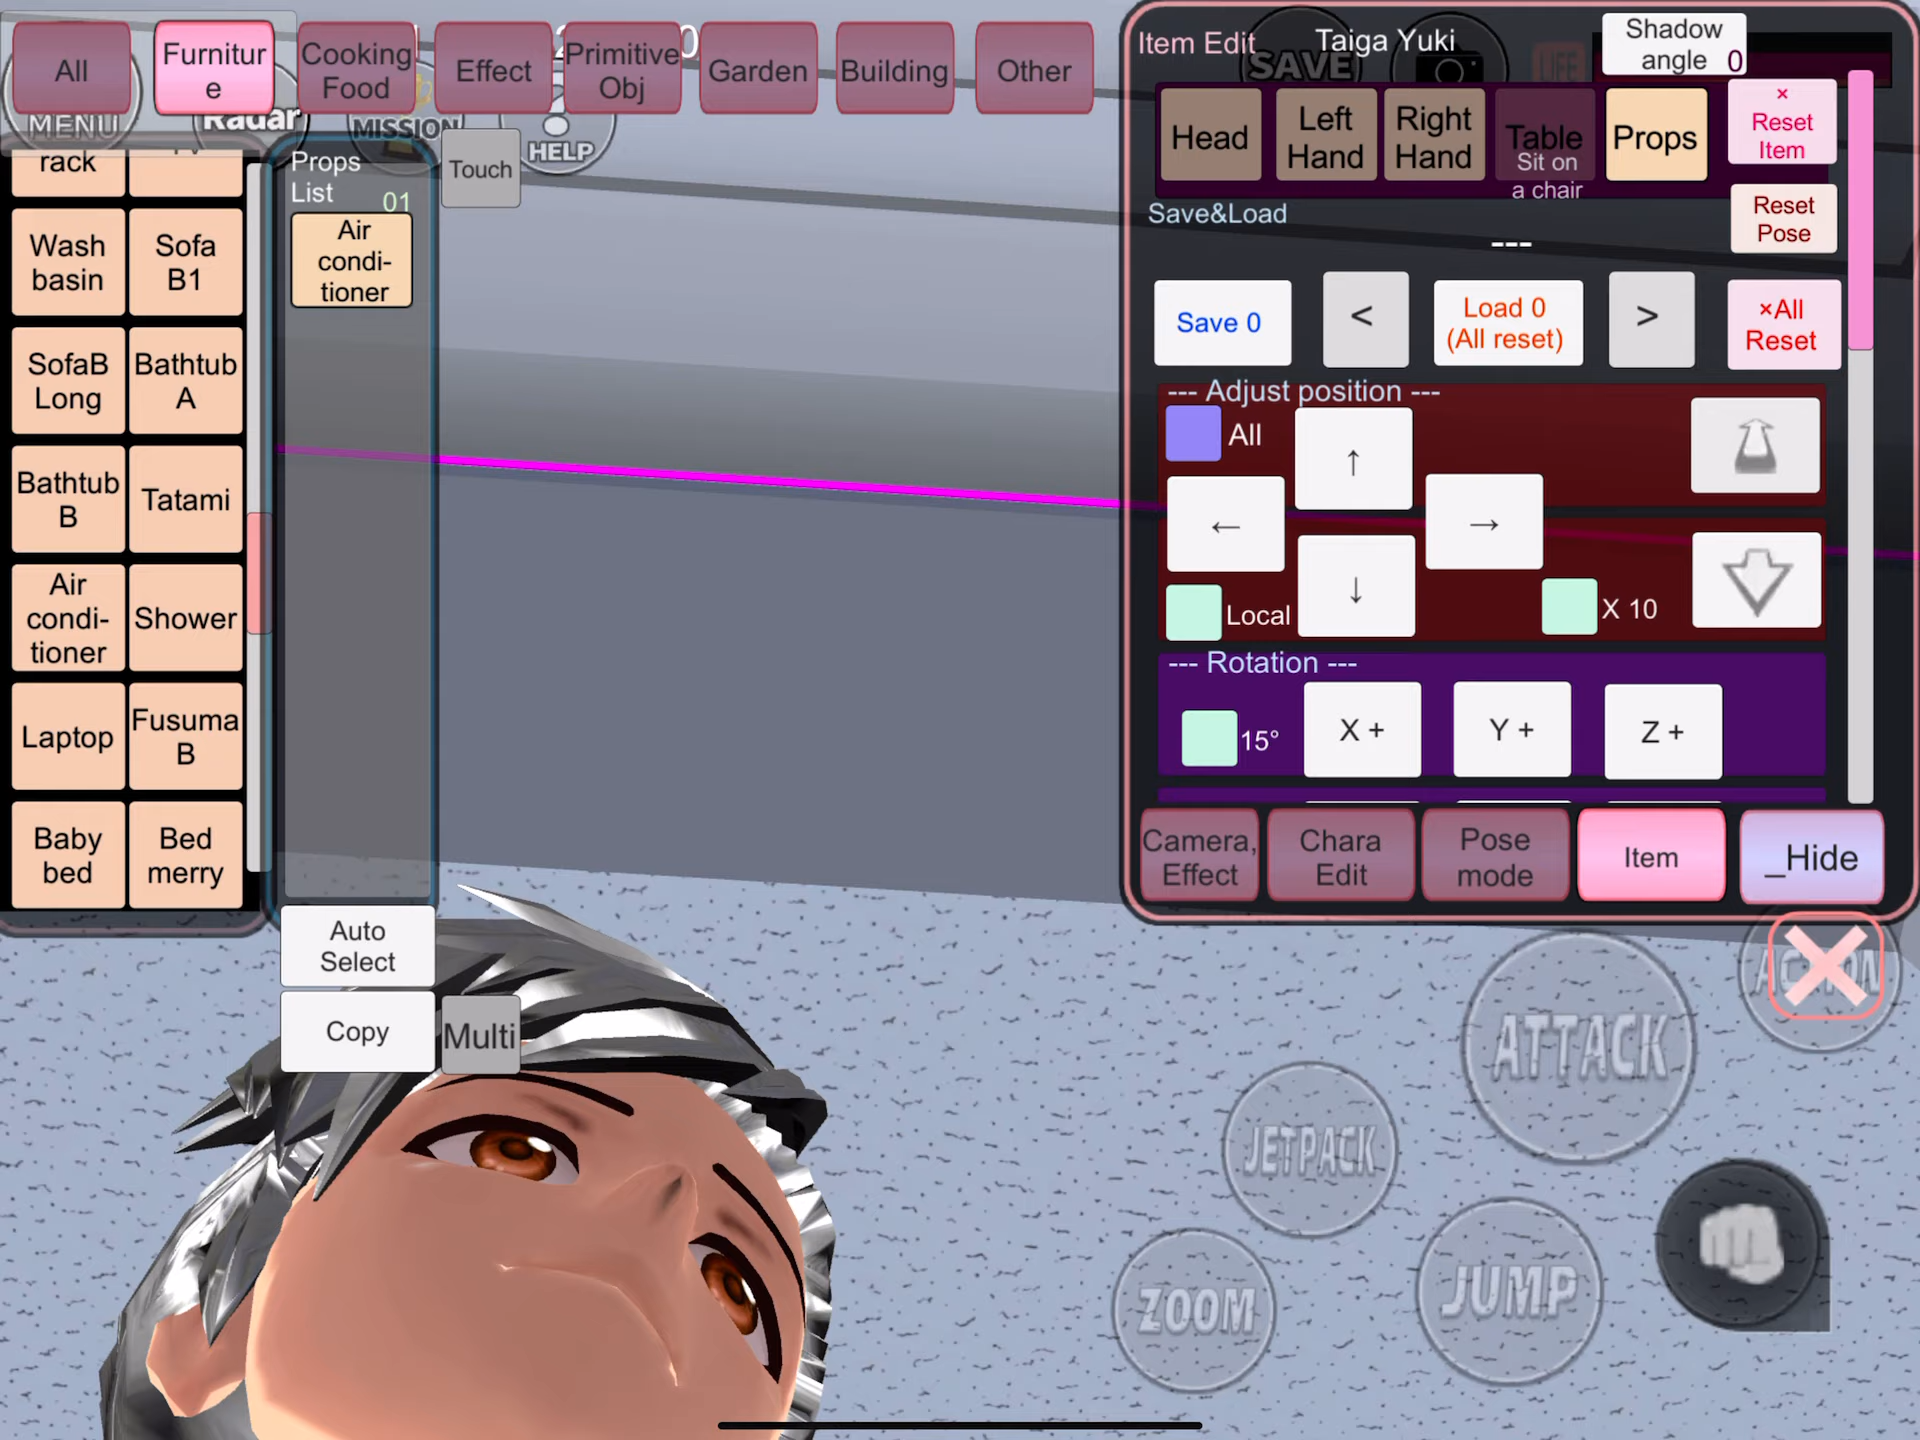 All
Furnitur
e
Cooking
Food
Effect
Primitive
Obj
Garden
Building
Other
MENU
Radar
MISSION
HELP
Touch
rack
Wash
basin
Sofa
B1
SofaB
Long
Bathtub
A
Bathtub
B
Tatami
Air
condi-
tioner
Shower
Laptop
Fusuma
B
Baby
bed
Bed
merry
Props
List
01
Air
condi-
tioner
Auto
Select
Copy
Multi
Item Edit
Taiga Yuki
SAVE
LIFE
Shadow
angle 0
Head
Left
Hand
Right
Hand
Table
Sit on
a chair
Props
×
Reset
Item
Reset
Pose
Save&Load
---
Save 0
<
Load 0
(All reset)
>
×All
Reset
--- Adjust position ---
All
↑
←
→
↓
Local
X 10
--- Rotation ---
15°
X +
Y +
Z +
Camera,
Effect
Chara
Edit
Pose
mode
Item
_Hide
ACTION
ATTACK
JETPACK
ZOOM
JUMP